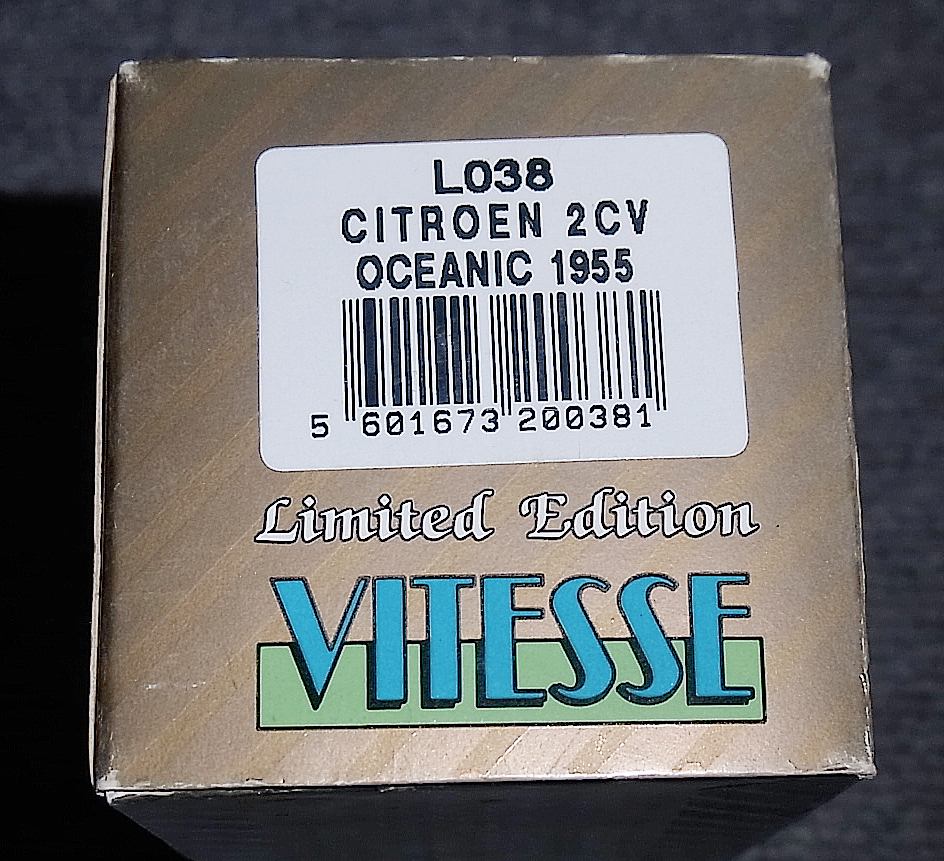 L038
CITROEN 2CV
OCEANIC 1955
5 601673 200381
Limited Edition
VITESSE